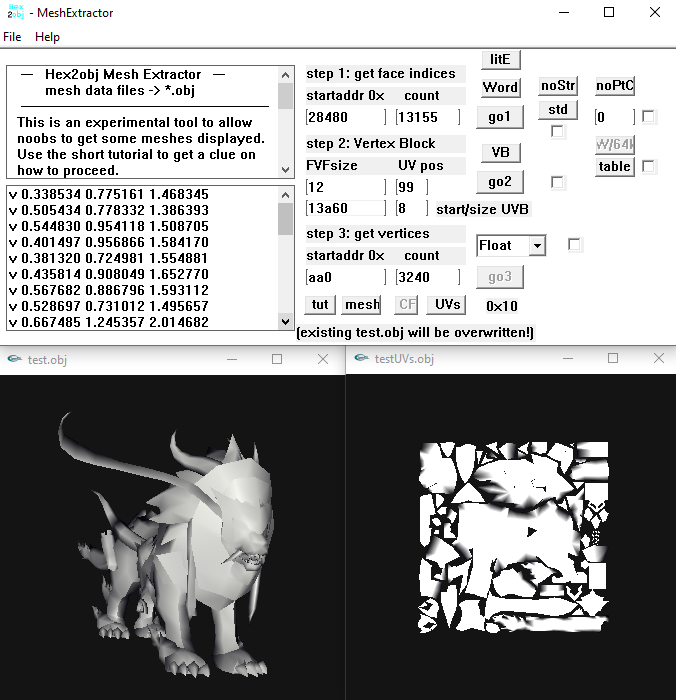 Hex
2obj - MeshExtractor
File Help
— Hex2obj Mesh Extractor —
mesh data files -> *.obj
This is an experimental tool to allow
noobs to get some meshes displayed.
Use the short tutorial to get a clue on
how to proceed.
v 0.338534 0.775161 1.468345
v 0.505434 0.778332 1.386393
v 0.544830 0.954118 1.508705
v 0.401497 0.956866 1.584170
v 0.381320 0.724981 1.554881
v 0.435814 0.908049 1.652770
v 0.567682 0.886796 1.593112
v 0.528697 0.731012 1.495657
v 0.667485 1.245357 2.014682
step 1: get face indices
startaddr 0x count
28480 13155
step 2: Vertex Block
FVFsize UV pos
12 99
13a60 8 start/size UVB
step 3: get vertices
startaddr 0x count
aa0 3240
tut mesh CF UVs 0x10
(existing test.obj will be overwritten!)
litE
Word noStr noPtC
go1 std 0
VB W/64k
go2 table
Float
go3
test.obj
testUVs.obj